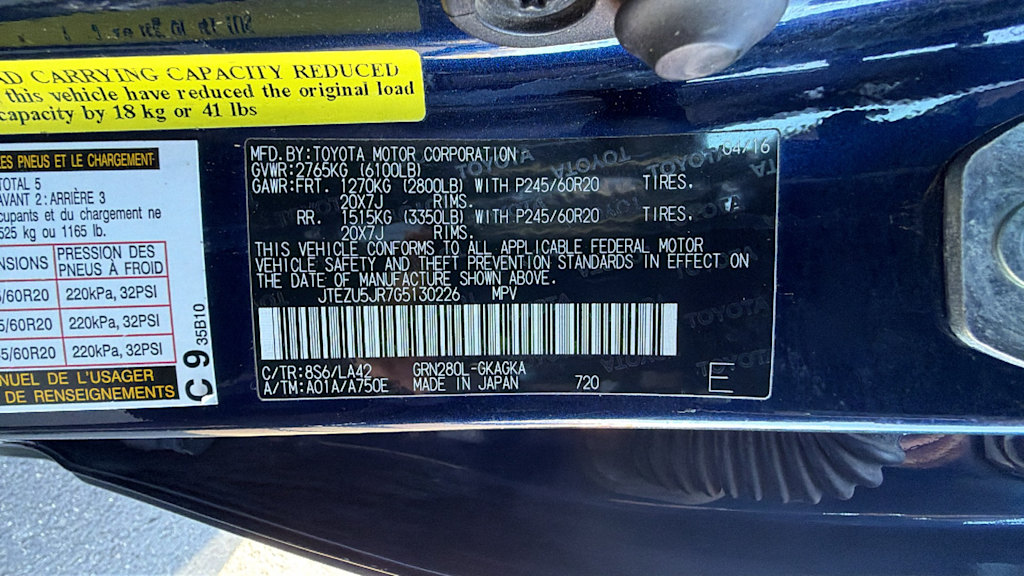 AD CARRYING CAPACITY REDUCED
this vehicle have reduced the original load
capacity by 18 kg or 41 lbs
LES PNEUS ET LE CHARGEMENT
TOTAL 5
AVANT 2: ARRIÈRE 3
cupants et du chargement ne
525 kg ou 1165 lb.
NSIONS PRESSION DES PNEUS À FROID
/60R20 220kPa, 32PSI
5/60R20 220kPa, 32PSI
5/60R20 220kPa, 32PSI
NUEL DE L'USAGER
DE RENSEIGNEMENTS
C9 35B10
MFD.BY:TOYOTA MOTOR CORPORATION 04/16
GVWR:2765KG (6100LB)
GAWR:FRT. 1270KG (2800LB) WITH P245/60R20 TIRES,
20X7J RIMS.
RR. 1515KG (3350LB) WITH P245/60R20 TIRES,
20X7J RIMS.
THIS VEHICLE CONFORMS TO ALL APPLICABLE FEDERAL MOTOR
VEHICLE SAFETY AND THEFT PREVENTION STANDARDS IN EFFECT ON
THE DATE OF MANUFACTURE SHOWN ABOVE.
JTEZU5JR7G5130226 MPV
C/TR:8S6/LA42 GRN280L-GKAGKA
A/TM:A01A/A750E MADE IN JAPAN 720 E